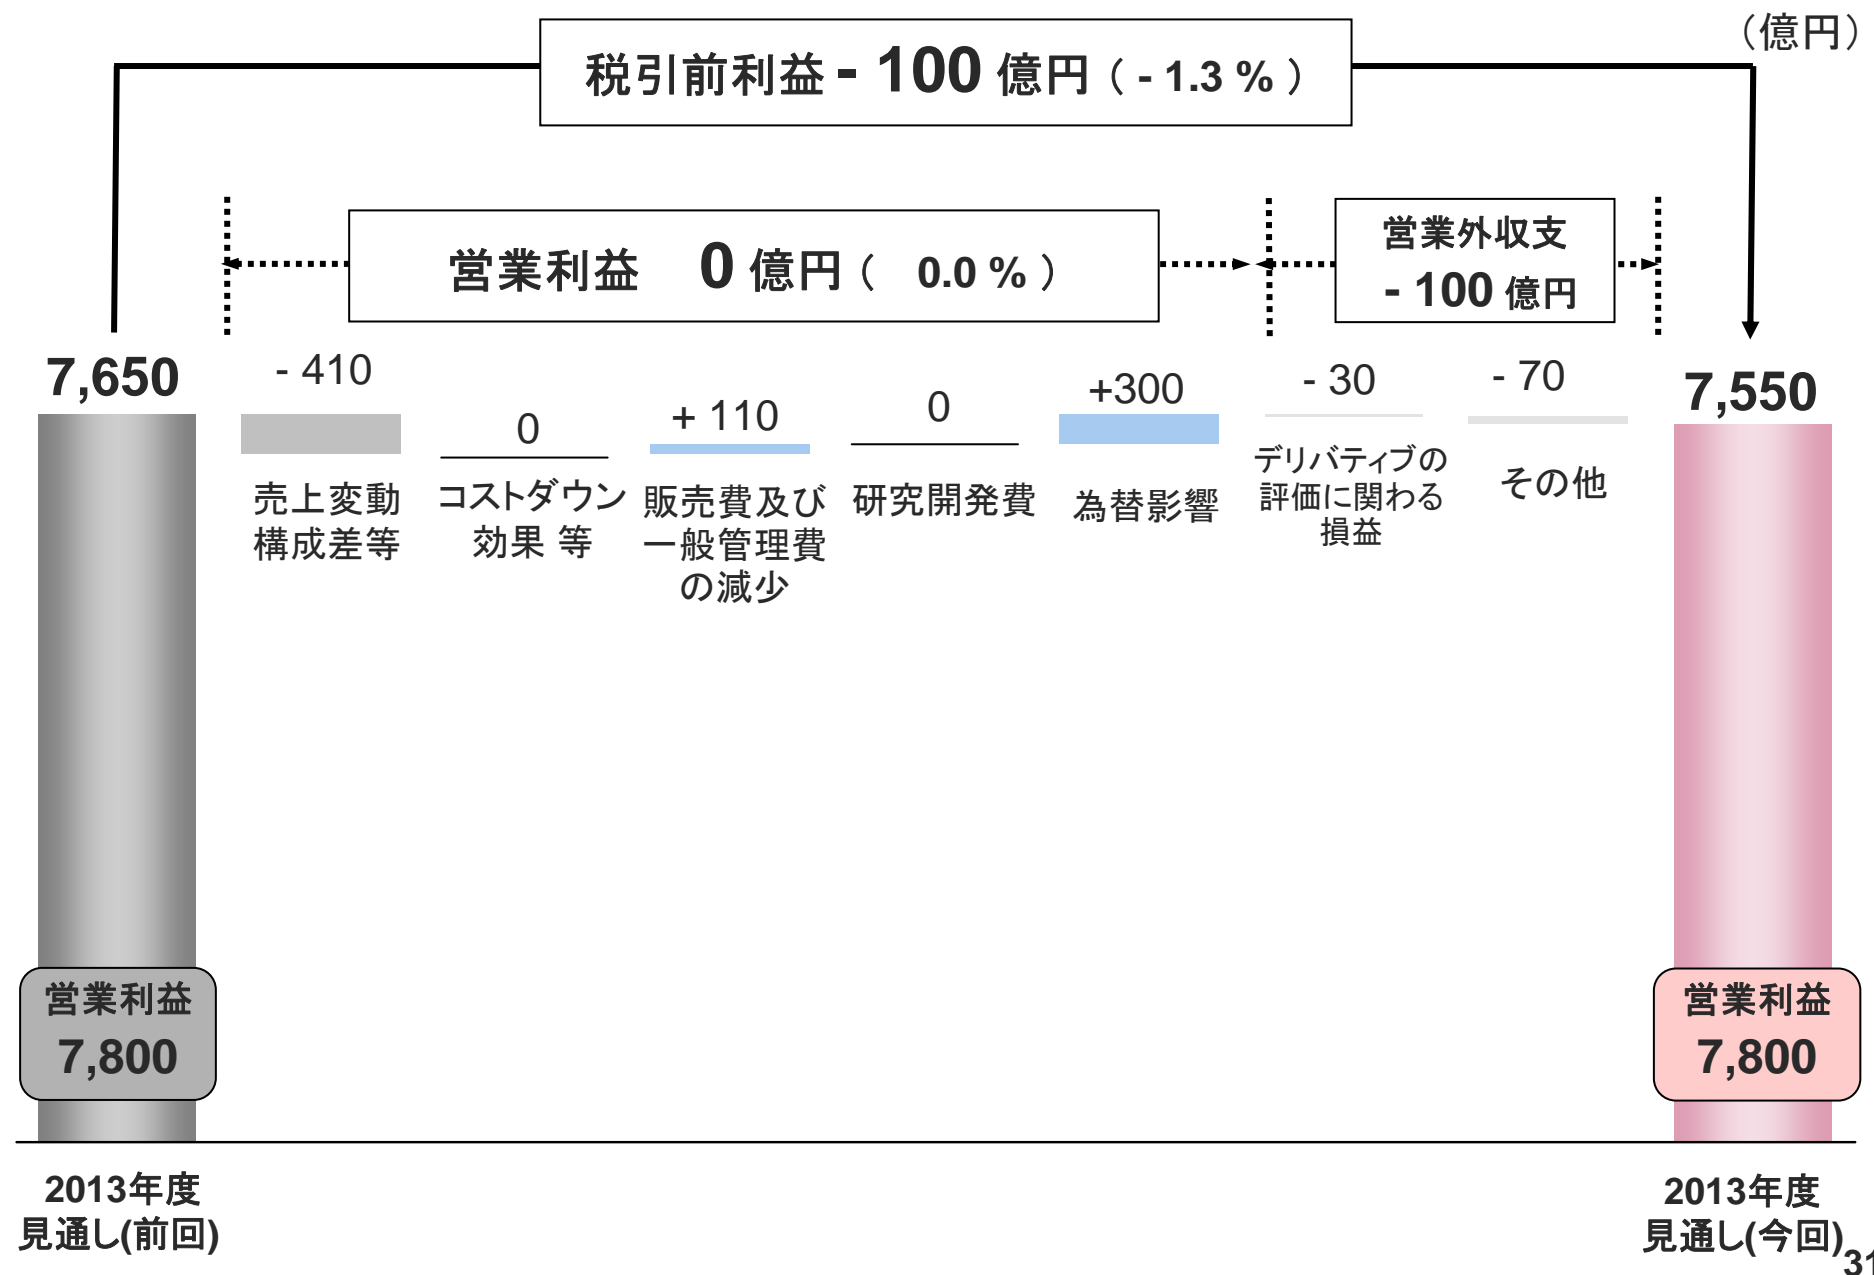 （億円）
税引前利益 - 100 億円（ - 1.3 % ）
営業利益 0 億円（ 0.0 % ）
営業外収支
- 100 億円
7,650
- 410
0
+ 110
0
+300
- 30
- 70
7,550
売上変動
構成差等
コストダウン
効果 等
販売費及び
一般管理費
の減少
研究開発費
為替影響
デリバティブの
評価に関わる
損益
その他
営業利益
7,800
営業利益
7,800
2013年度
見通し(前回)
2013年度
見通し(今回)
31